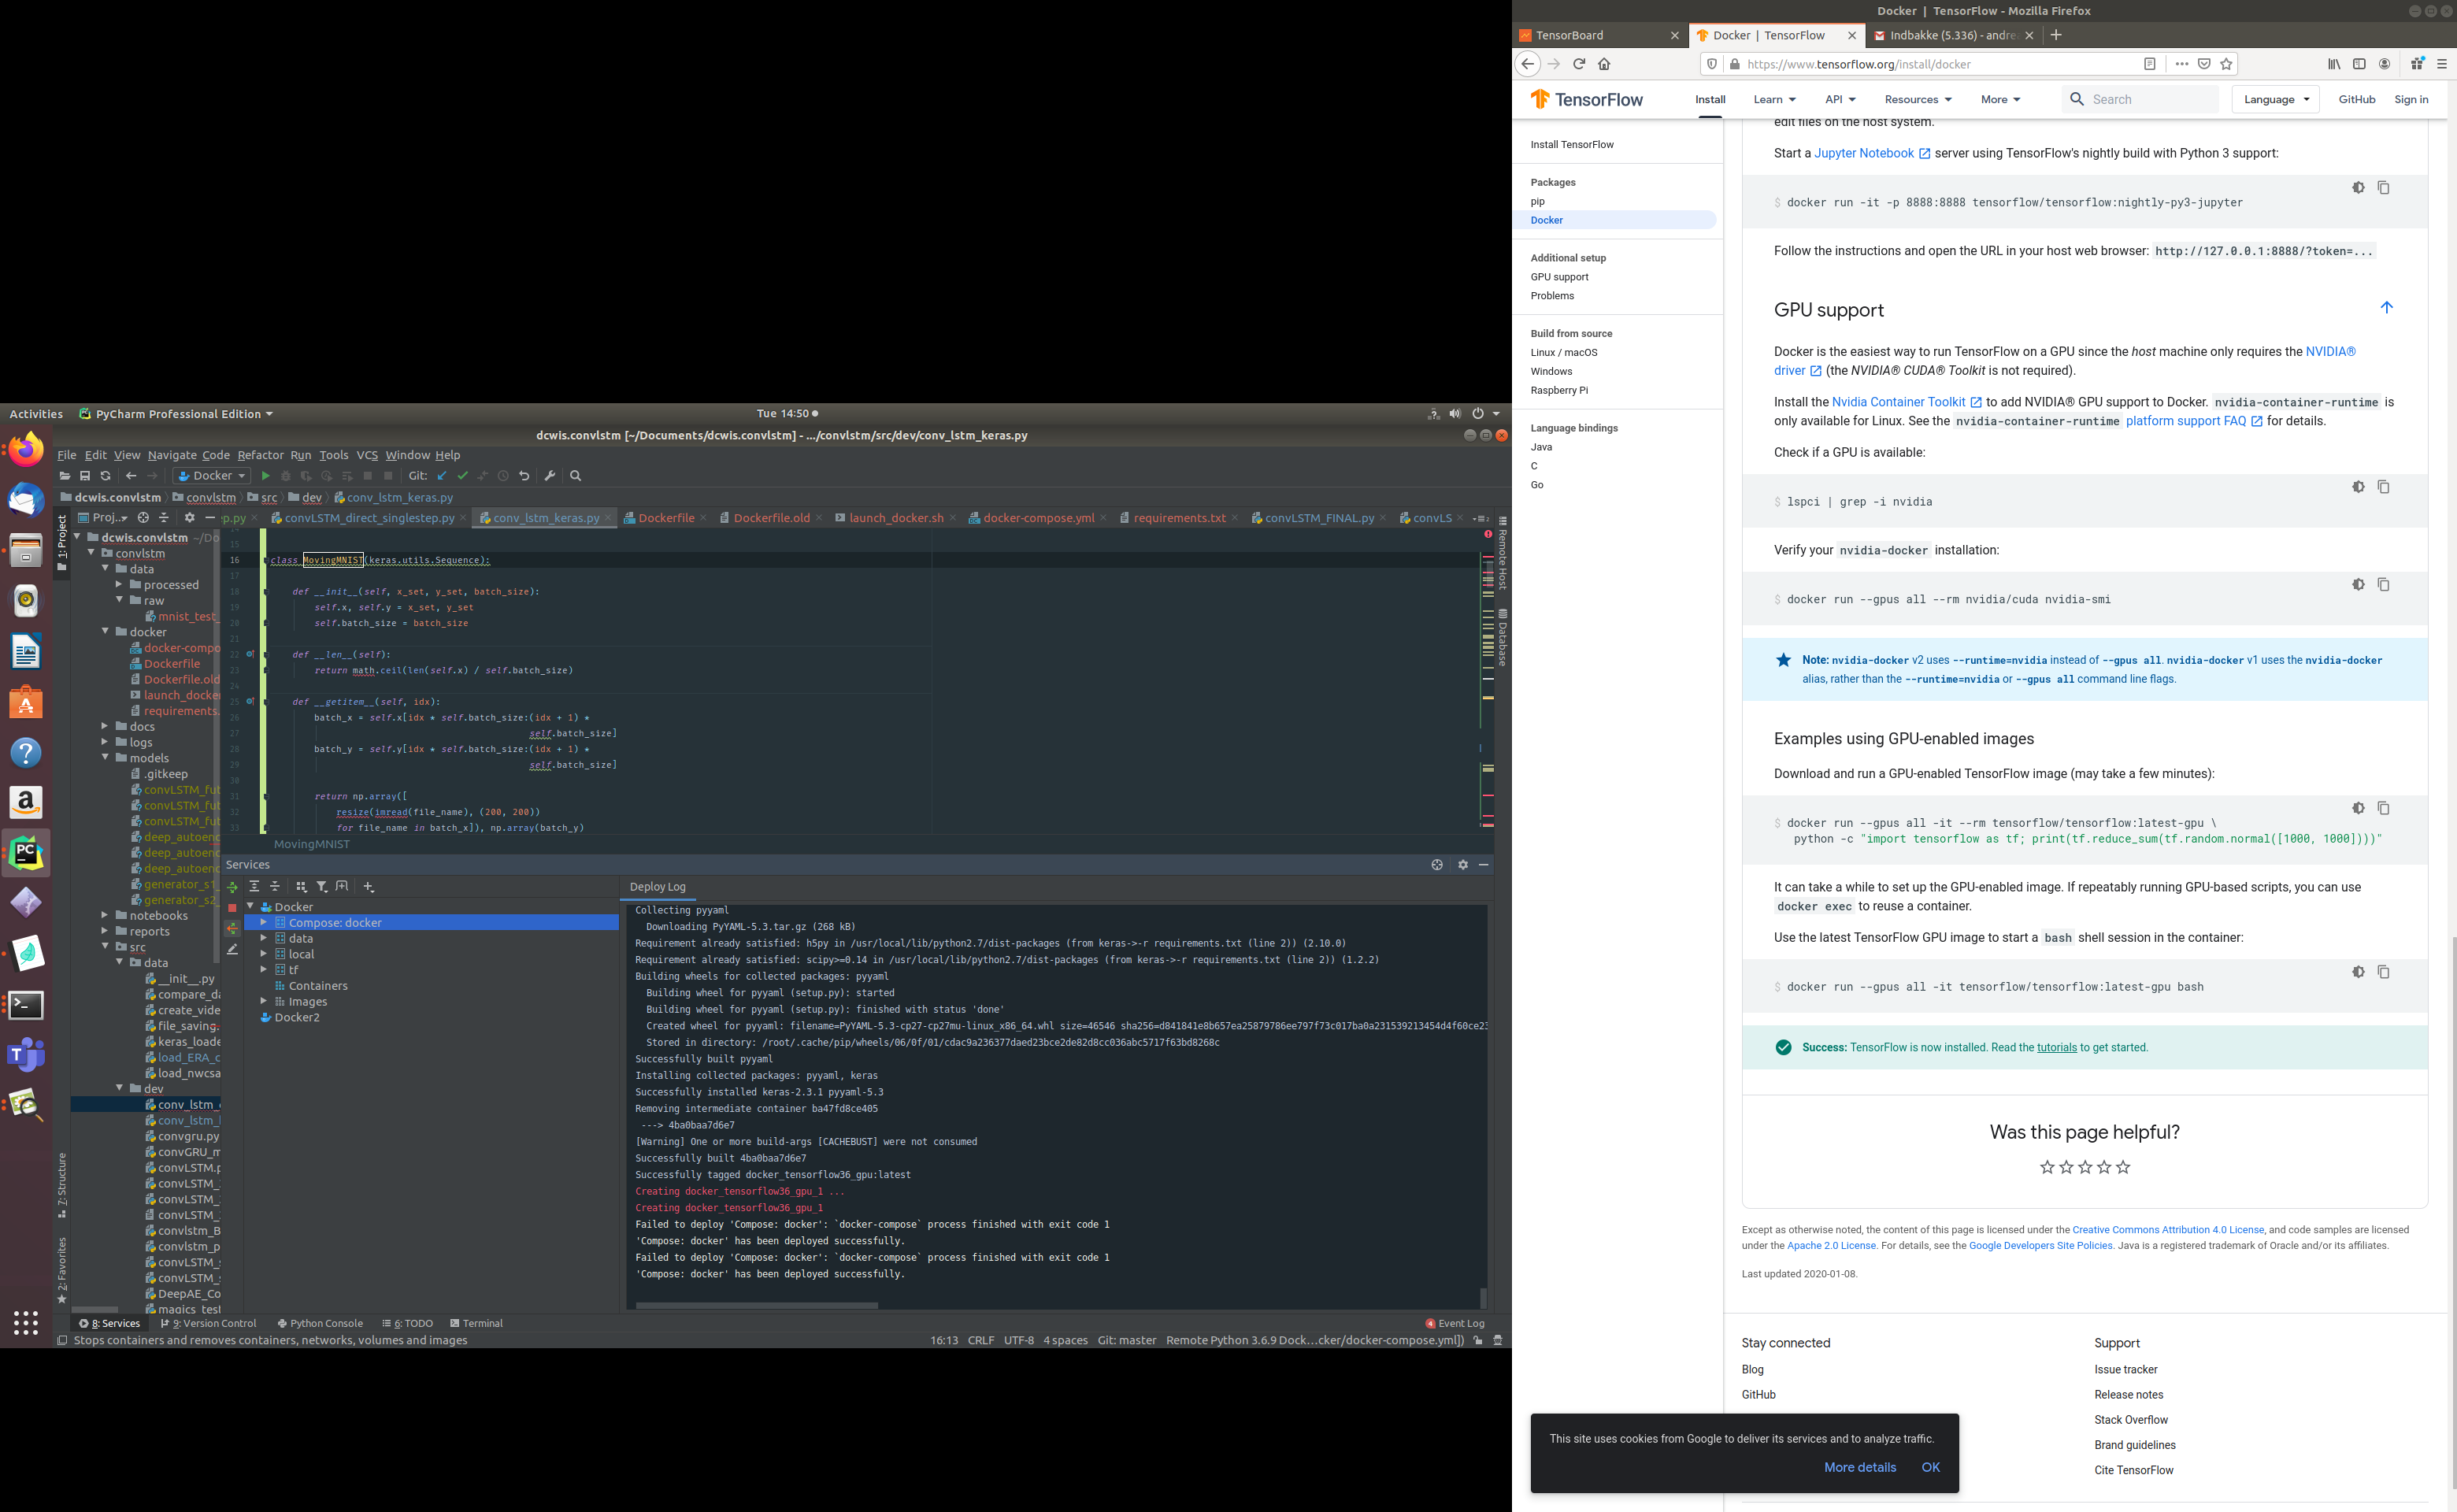 Activities
PyCharm Professional Edition
Tue 14:50
dcwis.convlstm [~/Documents/dcwis.convlstm] - .../convlstm/src/dev/conv_lstm_keras.py
File Edit View Navigate Code Refactor Run Tools VCS Window Help
Docker
Git:
dcwis.convlstm convlstm src dev conv_lstm_keras.py
1: Project
Proj..
ep.py
convLSTM_direct_singlestep.py
conv_lstm_keras.py
Dockerfile
Dockerfile.old
launch_docker.sh
docker-compose.yml
requirements.txt
convLSTM_FINAL.py
convLS
dcwis.convlstm ~/Do
convlstm
data
processed
raw
mnist_test_
docker
docker-compo
Dockerfile
Dockerfile.old
launch_docke
requirements.
docs
logs
models
.gitkeep
convLSTM_fut
convLSTM_fut
convLSTM_fut
deep_autoenc
deep_autoenc
deep_autoenc
generator_s1_
generator_s2_
notebooks
reports
src
data
__init__.py
compare_da
create_vide
file_saving.
keras_loade
load_ERA_c
load_nwcsa
dev
conv_lstm_
conv_lstm_
convgru.py
convGRU_m
convLSTM.p
convLSTM_
convLSTM_
convLSTM_
convlstm_B
convlstm_p
convLSTM_s
convLSTM_s
DeepAE_Co
magics_test
15
16 class MovingMNIST(keras.utils.Sequence):
17
18 def __init__(self, x_set, y_set, batch_size):
19 self.x, self.y = x_set, y_set
20 self.batch_size = batch_size
21
22 def __len__(self):
23 return math.ceil(len(self.x) / self.batch_size)
24
25 def __getitem__(self, idx):
26 batch_x = self.x[idx * self.batch_size:(idx + 1) *
27 self.batch_size]
28 batch_y = self.y[idx * self.batch_size:(idx + 1) *
29 self.batch_size]
30
31 return np.array([
32 resize(imread(file_name), (200, 200))
33 for file_name in batch_x]), np.array(batch_y)
MovingMNIST
Remote Host
Database
Services
Docker
Compose: docker
data
local
tf
Containers
Images
Docker2
Deploy Log
Collecting pyyaml
Downloading PyYAML-5.3.tar.gz (268 kB)
Requirement already satisfied: h5py in /usr/local/lib/python2.7/dist-packages (from keras->-r requirements.txt (line 2)) (2.10.0)
Requirement already satisfied: scipy>=0.14 in /usr/local/lib/python2.7/dist-packages (from keras->-r requirements.txt (line 2)) (1.2.2)
Building wheels for collected packages: pyyaml
Building wheel for pyyaml (setup.py): started
Building wheel for pyyaml (setup.py): finished with status 'done'
Created wheel for pyyaml: filename=PyYAML-5.3-cp27-cp27mu-linux_x86_64.whl size=46546 sha256=d841841e8b657ea25879786ee797f73c017ba0a231539213454d4f60ce23
Stored in directory: /root/.cache/pip/wheels/06/0f/01/cdac9a236377daed23bce2de82d8cc036abc5717f63bd8268c
Successfully built pyyaml
Installing collected packages: pyyaml, keras
Successfully installed keras-2.3.1 pyyaml-5.3
Removing intermediate container ba47fd8ce405
---> 4ba0baa7d6e7
[Warning] One or more build-args [CACHEBUST] were not consumed
Successfully built 4ba0baa7d6e7
Successfully tagged docker_tensorflow36_gpu:latest
Creating docker_tensorflow36_gpu_1 ...
Creating docker_tensorflow36_gpu_1
Failed to deploy 'Compose: docker': `docker-compose` process finished with exit code 1
'Compose: docker' has been deployed successfully.
Failed to deploy 'Compose: docker': `docker-compose` process finished with exit code 1
'Compose: docker' has been deployed successfully.
7: Structure
2: Favorites
8: Services
9: Version Control
Python Console
6: TODO
Terminal
4 Event Log
Stops containers and removes containers, networks, volumes and images
16:13 CRLF UTF-8 4 spaces Git: master Remote Python 3.6.9 Dock...cker/docker-compose.yml])
Docker | TensorFlow - Mozilla Firefox
TensorBoard
Docker | TensorFlow
Indbakke (5.336) - andre
https://www.tensorflow.org/install/docker
TensorFlow
Install Learn API Resources More
Search
Language
GitHub
Sign in
Install TensorFlow
Packages
pip
Docker
Additional setup
GPU support
Problems
Build from source
Linux / macOS
Windows
Raspberry Pi
Language bindings
Java
C
Go
edit files on the host system.
Start a Jupyter Notebook server using TensorFlow's nightly build with Python 3 support:
$ docker run -it -p 8888:8888 tensorflow/tensorflow:nightly-py3-jupyter
Follow the instructions and open the URL in your host web browser: http://127.0.0.1:8888/?token=...
GPU support
Docker is the easiest way to run TensorFlow on a GPU since the host machine only requires the NVIDIA®
driver (the NVIDIA® CUDA® Toolkit is not required).
Install the Nvidia Container Toolkit to add NVIDIA® GPU support to Docker. nvidia-container-runtime is
only available for Linux. See the nvidia-container-runtime platform support FAQ for details.
Check if a GPU is available:
$ lspci | grep -i nvidia
Verify your nvidia-docker installation:
$ docker run --gpus all --rm nvidia/cuda nvidia-smi
Note: nvidia-docker v2 uses --runtime=nvidia instead of --gpus all. nvidia-docker v1 uses the nvidia-docker
alias, rather than the --runtime=nvidia or --gpus all command line flags.
Examples using GPU-enabled images
Download and run a GPU-enabled TensorFlow image (may take a few minutes):
$ docker run --gpus all -it --rm tensorflow/tensorflow:latest-gpu \
python -c "import tensorflow as tf; print(tf.reduce_sum(tf.random.normal([1000, 1000])))"
It can take a while to set up the GPU-enabled image. If repeatably running GPU-based scripts, you can use
docker exec to reuse a container.
Use the latest TensorFlow GPU image to start a bash shell session in the container:
$ docker run --gpus all -it tensorflow/tensorflow:latest-gpu bash
Success: TensorFlow is now installed. Read the tutorials to get started.
Was this page helpful?
Except as otherwise noted, the content of this page is licensed under the Creative Commons Attribution 4.0 License, and code samples are licensed
under the Apache 2.0 License. For details, see the Google Developers Site Policies. Java is a registered trademark of Oracle and/or its affiliates.
Last updated 2020-01-08.
Stay connected
Blog
GitHub
Support
Issue tracker
Release notes
Stack Overflow
Brand guidelines
Cite TensorFlow
This site uses cookies from Google to deliver its services and to analyze traffic.
More details
OK